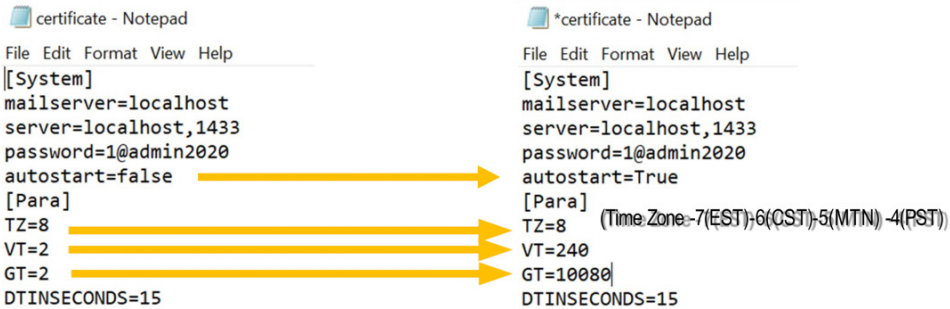 certificate - Notepad
File Edit Format View Help
[System]
mailserver=localhost
server=localhost,1433
password=1@admin2020
autostart=false
[Para]
TZ=8
VT=2
GT=2
DTINSECONDS=15
*certificate - Notepad
File Edit Format View Help
[System]
mailserver=localhost
server=localhost,1433
password=1@admin2020
autostart=True
[Para]
TZ=8 (Time Zone -7(EST)-6(CST)-5(MTN) -4(PST)
VT=240
GT=10080
DTINSECONDS=15